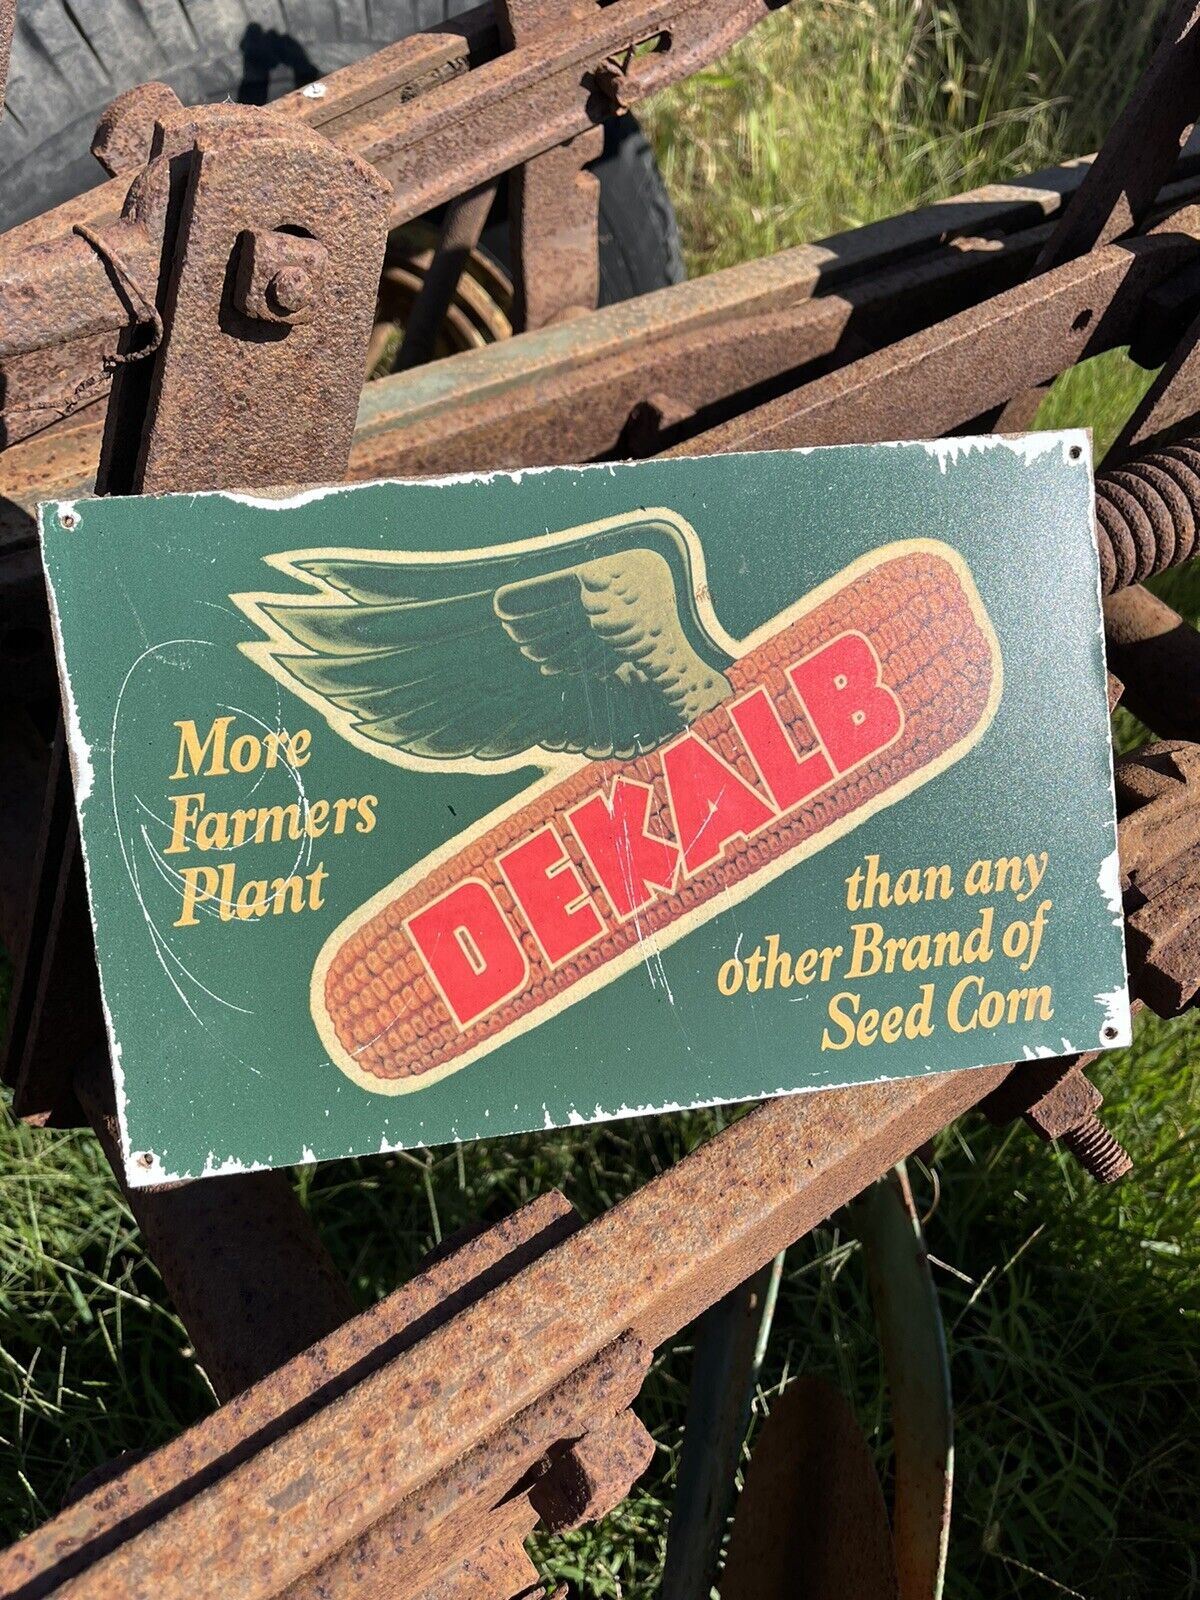 More
Farmers
Plant
DEKALB
than any
other Brand of
Seed Corn